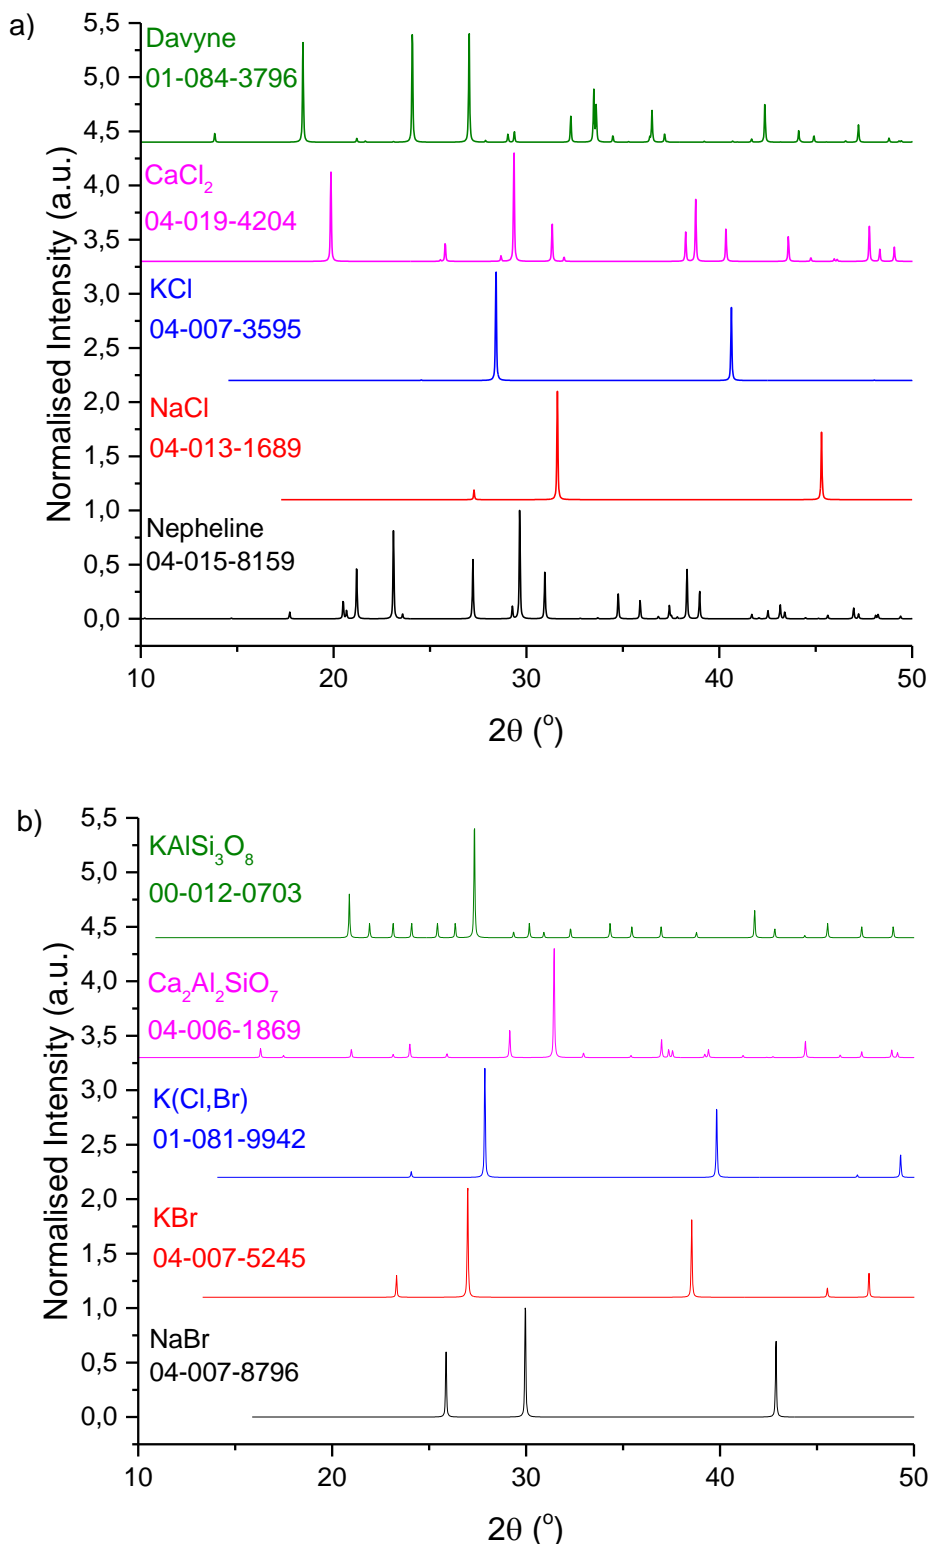 a)
Normalised Intensity (a.u.)
5,5
5,0
4,5
4,0
3,5
3,0
2,5
2,0
1,5
1,0
0,5
0,0
Davyne
01-084-3796
CaCl₂
04-019-4204
KCl
04-007-3595
NaCl
04-013-1689
Nepheline
04-015-8159
10 20 30 40 50
2θ (°)
b)
Normalised Intensity (a.u.)
5,5
5,0
4,5
4,0
3,5
3,0
2,5
2,0
1,5
1,0
0,5
0,0
KAlSi₃O₈
00-012-0703
Ca₂Al₂SiO₇
04-006-1869
K(Cl,Br)
01-081-9942
KBr
04-007-5245
NaBr
04-007-8796
10 20 30 40 50
2θ (°)